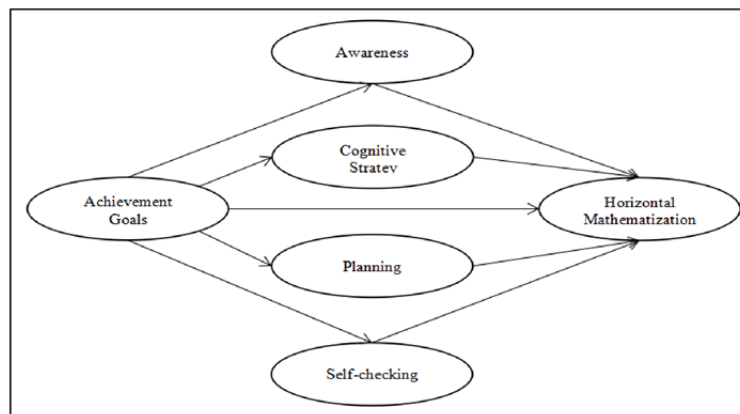 Awareness
Cognitive
Stratev
Achievement
Goals
Horizontal
Mathematization
Planning
Self-checking